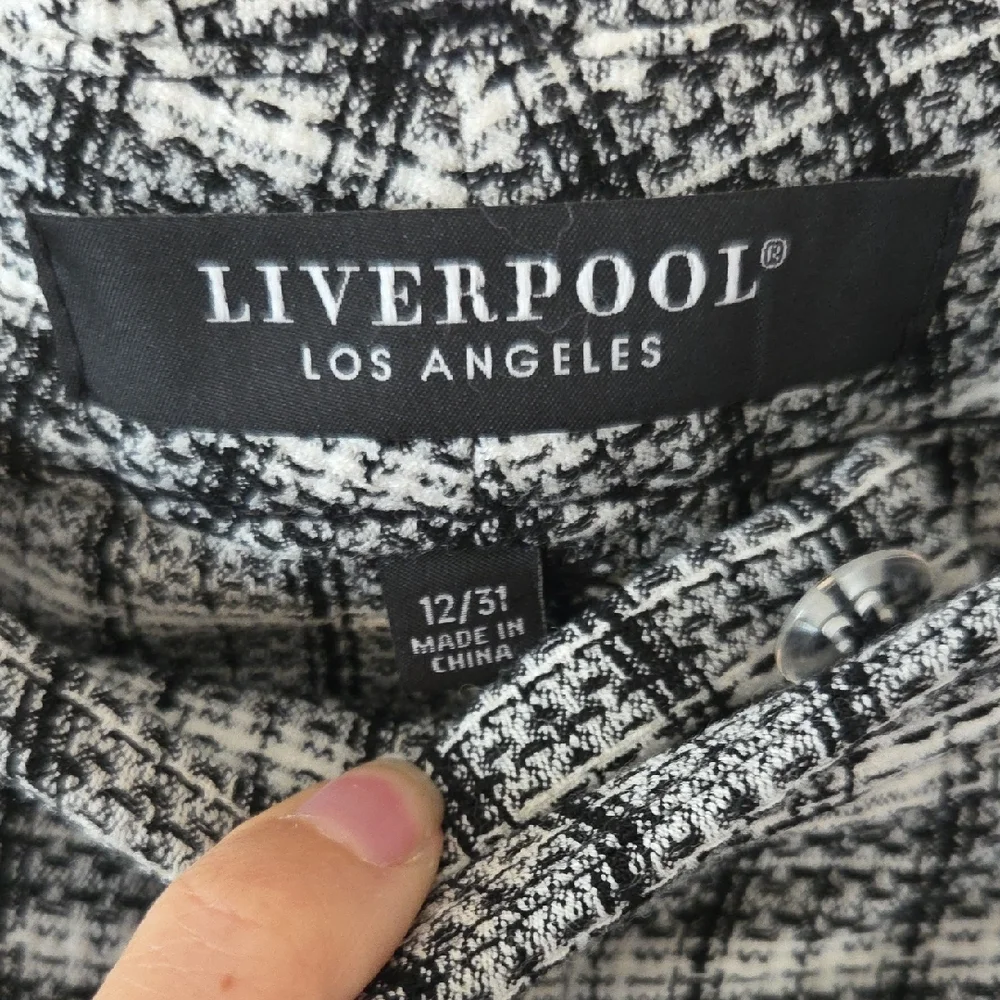 LIVERPOOL®
LOS ANGELES
12/31
MADE IN
CHINA